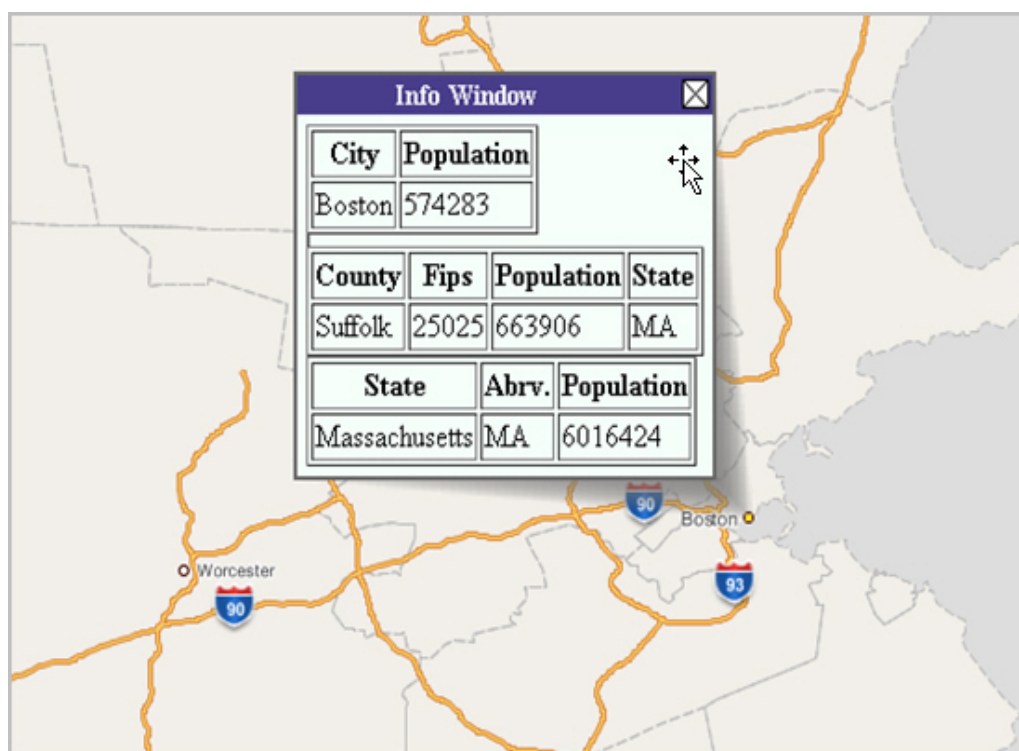 Info Window
City Population
Boston 574283
County Fips Population State
Suffolk 25025 663906 MA
State Abrv. Population
Massachusetts MA 6016424
90
Boston
93
Worcester
90